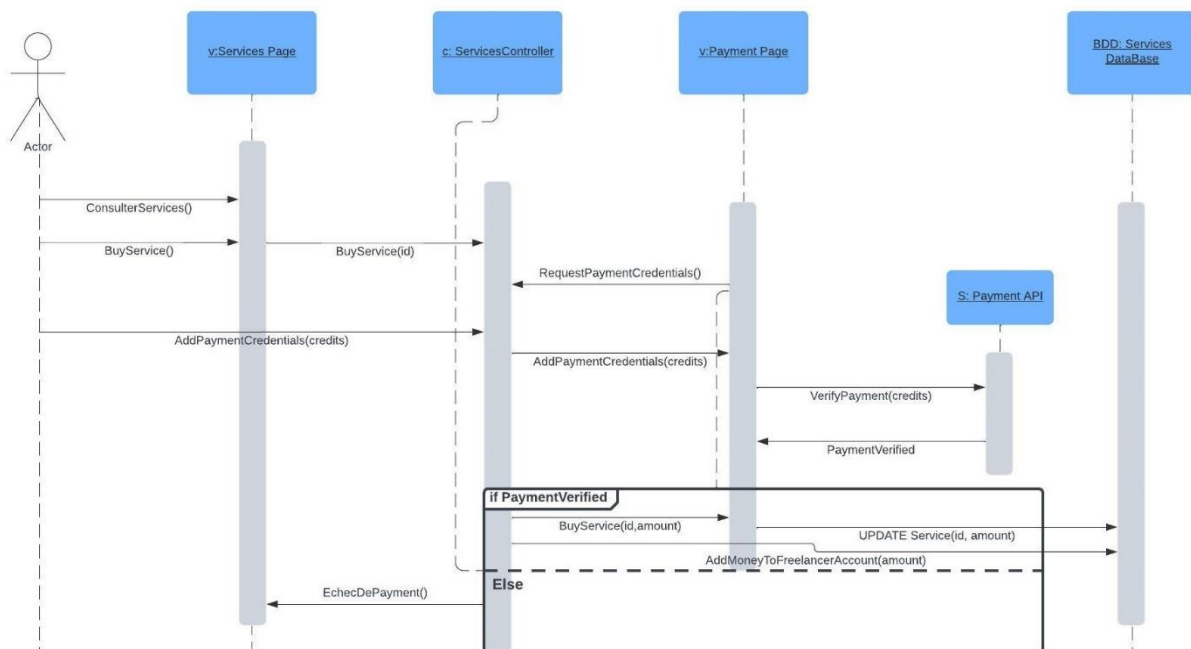 v:Services Page
c: ServicesController
v:Payment Page
BDD: Services
DataBase
Actor
ConsulterServices()
BuyService()
BuyService(id)
RequestPaymentCredentials()
S: Payment API
AddPaymentCredentials(credits)
AddPaymentCredentials(credits)
VerifyPayment(credits)
PaymentVerified
if PaymentVerified
BuyService(id,amount)
UPDATE Service(id, amount)
AddMoneyToFreelancerAccount(amount)
Else
EchecDePayment()